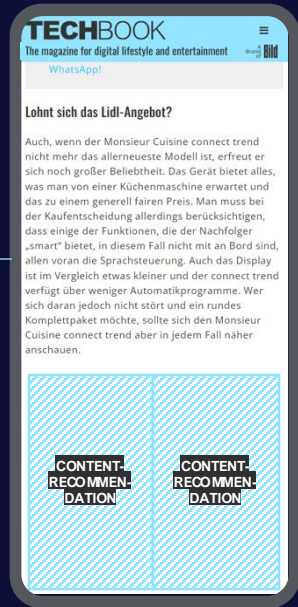 TECHBOOK
The magazine for digital lifestyle and entertainment
A Brand of Bild
WhatsApp!
Lohnt sich das Lidl-Angebot?
Auch, wenn der Monsieur Cuisine connect trend
nicht mehr das allerneueste Modell ist, erfreut er
sich noch großer Beliebtheit. Das Gerät bietet alles,
was man von einer Küchenmaschine erwartet und
das zu einem generell fairen Preis. Man muss bei
der Kaufentscheidung allerdings berücksichtigen,
dass einige der Funktionen, die der Nachfolger
„smart“ bietet, in diesem Fall nicht mit an Bord sind,
allen voran die Sprachsteuerung. Auch das Display
ist im Vergleich etwas kleiner und der connect trend
verfügt über weniger Automatikprogramme. Wer
sich daran jedoch nicht stört und ein rundes
Komplettpaket möchte, sollte sich den Monsieur
Cuisine connect trend aber in jedem Fall näher
anschauen.
CONTENT-
RECOMMEN-
DATION
CONTENT-
RECOMMEN-
DATION